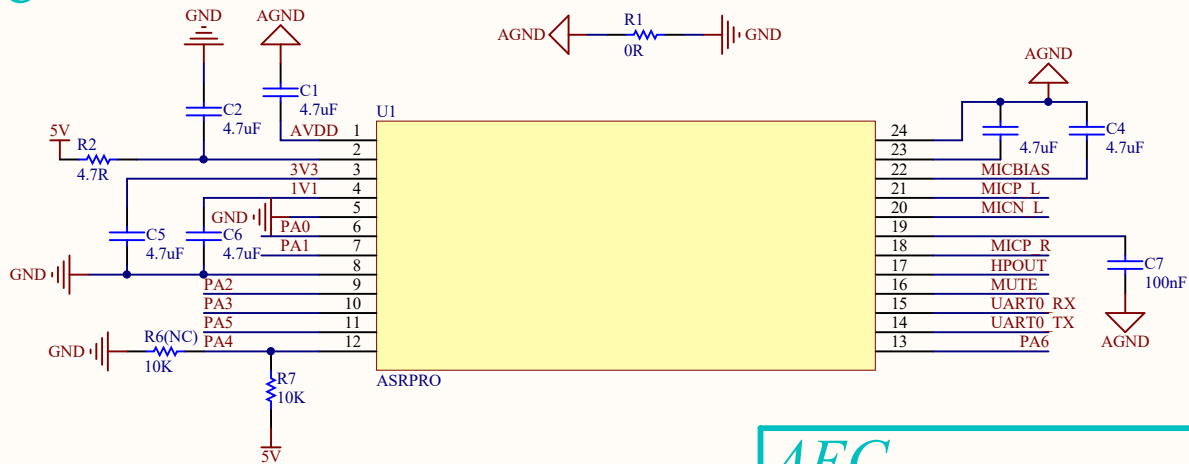 GND AGND
AGND R1 GND
0R
AGND
C2
4.7uF
C1
4.7uF
U1
5V
R2
4.7R
AVDD 1
2
3V3 3
1V1 4
GND 5
PA0 6
PA1 7
8
PA2 9
PA3 10
PA5 11
PA4 12
C5
4.7uF
C6
4.7uF
GND
GND
R6(NC)
10K
R7
10K
5V
ASRPRO
24
23
22 MICBIAS
21 MICP_L
20 MICN_L
19
18 MICP_R
17 HPOUT
16 MUTE
15 UART0_RX
14 UART0_TX
13 PA6
4.7uF
C4
4.7uF
C7
100nF
AGND
AEC